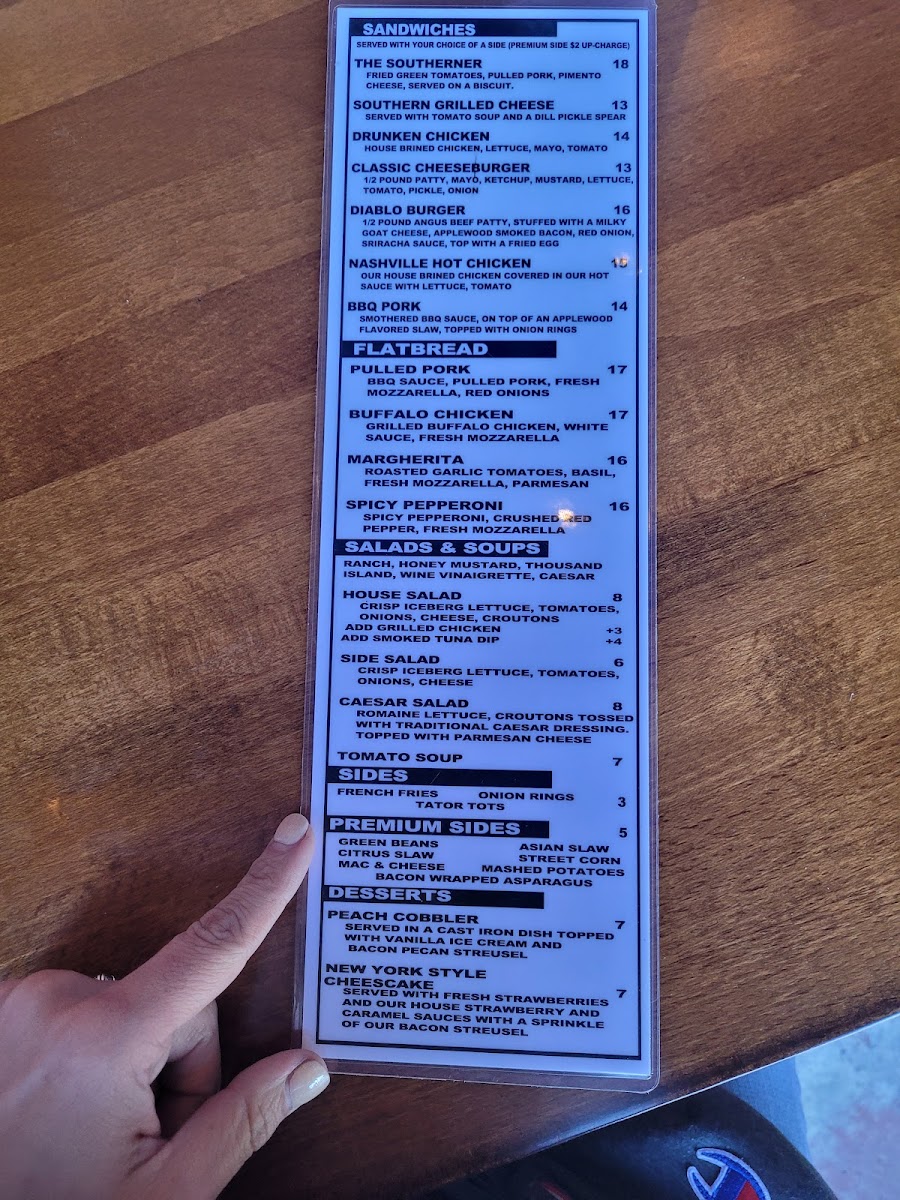 SANDWICHES
SERVED WITH YOUR CHOICE OF A SIDE (PREMIUM SIDE $2 UP-CHARGE)
THE SOUTHERNER 18
FRIED GREEN TOMATOES, PULLED PORK, PIMENTO
CHEESE, SERVED ON A BISCUIT.
SOUTHERN GRILLED CHEESE 13
SERVED WITH TOMATO SOUP AND A DILL PICKLE SPEAR
DRUNKEN CHICKEN 14
HOUSE BRINED CHICKEN, LETTUCE, MAYO, TOMATO
CLASSIC CHEESEBURGER 13
1/2 POUND PATTY, MAYO, KETCHUP, MUSTARD, LETTUCE,
TOMATO, PICKLE, ONION
DIABLO BURGER 16
1/2 POUND ANGUS BEEF PATTY, STUFFED WITH A MILKY
GOAT CHEESE, APPLEWOOD SMOKED BACON, RED ONION,
SRIRACHA SAUCE, TOP WITH A FRIED EGG
NASHVILLE HOT CHICKEN 15
OUR HOUSE BRINED CHICKEN COVERED IN OUR HOT
SAUCE WITH LETTUCE, TOMATO
BBQ PORK 14
SMOTHERED BBQ SAUCE, ON TOP OF AN APPLEWOOD
FLAVORED SLAW, TOPPED WITH ONION RINGS
FLATBREAD
PULLED PORK 17
BBQ SAUCE, PULLED PORK, FRESH
MOZZARELLA, RED ONIONS
BUFFALO CHICKEN 17
GRILLED BUFFALO CHICKEN, WHITE
SAUCE, FRESH MOZZARELLA
MARGHERITA 16
ROASTED GARLIC TOMATOES, BASIL,
FRESH MOZZARELLA, PARMESAN
SPICY PEPPERONI 16
SPICY PEPPERONI, CRUSHED RED
PEPPER, FRESH MOZZARELLA
SALADS & SOUPS
RANCH, HONEY MUSTARD, THOUSAND
ISLAND, WINE VINAIGRETTE, CAESAR
HOUSE SALAD 8
CRISP ICEBERG LETTUCE, TOMATOES,
ONIONS, CHEESE, CROUTONS
ADD GRILLED CHICKEN +3
ADD SMOKED TUNA DIP +4
SIDE SALAD 6
CRISP ICEBERG LETTUCE, TOMATOES,
ONIONS, CHEESE
CAESAR SALAD 8
ROMAINE LETTUCE, CROUTONS TOSSED
WITH TRADITIONAL CAESAR DRESSING.
TOPPED WITH PARMESAN CHEESE
TOMATO SOUP 7
SIDES
FRENCH FRIES ONION RINGS
TATOR TOTS 3
PREMIUM SIDES 5
GREEN BEANS ASIAN SLAW
CITRUS SLAW STREET CORN
MAC & CHEESE MASHED POTATOES
BACON WRAPPED ASPARAGUS
DESSERTS
PEACH COBBLER 7
SERVED IN A CAST IRON DISH TOPPED
WITH VANILLA ICE CREAM AND
BACON PECAN STREUSEL
NEW YORK STYLE
CHEESCAKE 7
SERVED WITH FRESH STRAWBERRIES
AND OUR HOUSE STRAWBERRY AND
CARAMEL SAUCES WITH A SPRINKLE
OF OUR BACON STREUSEL